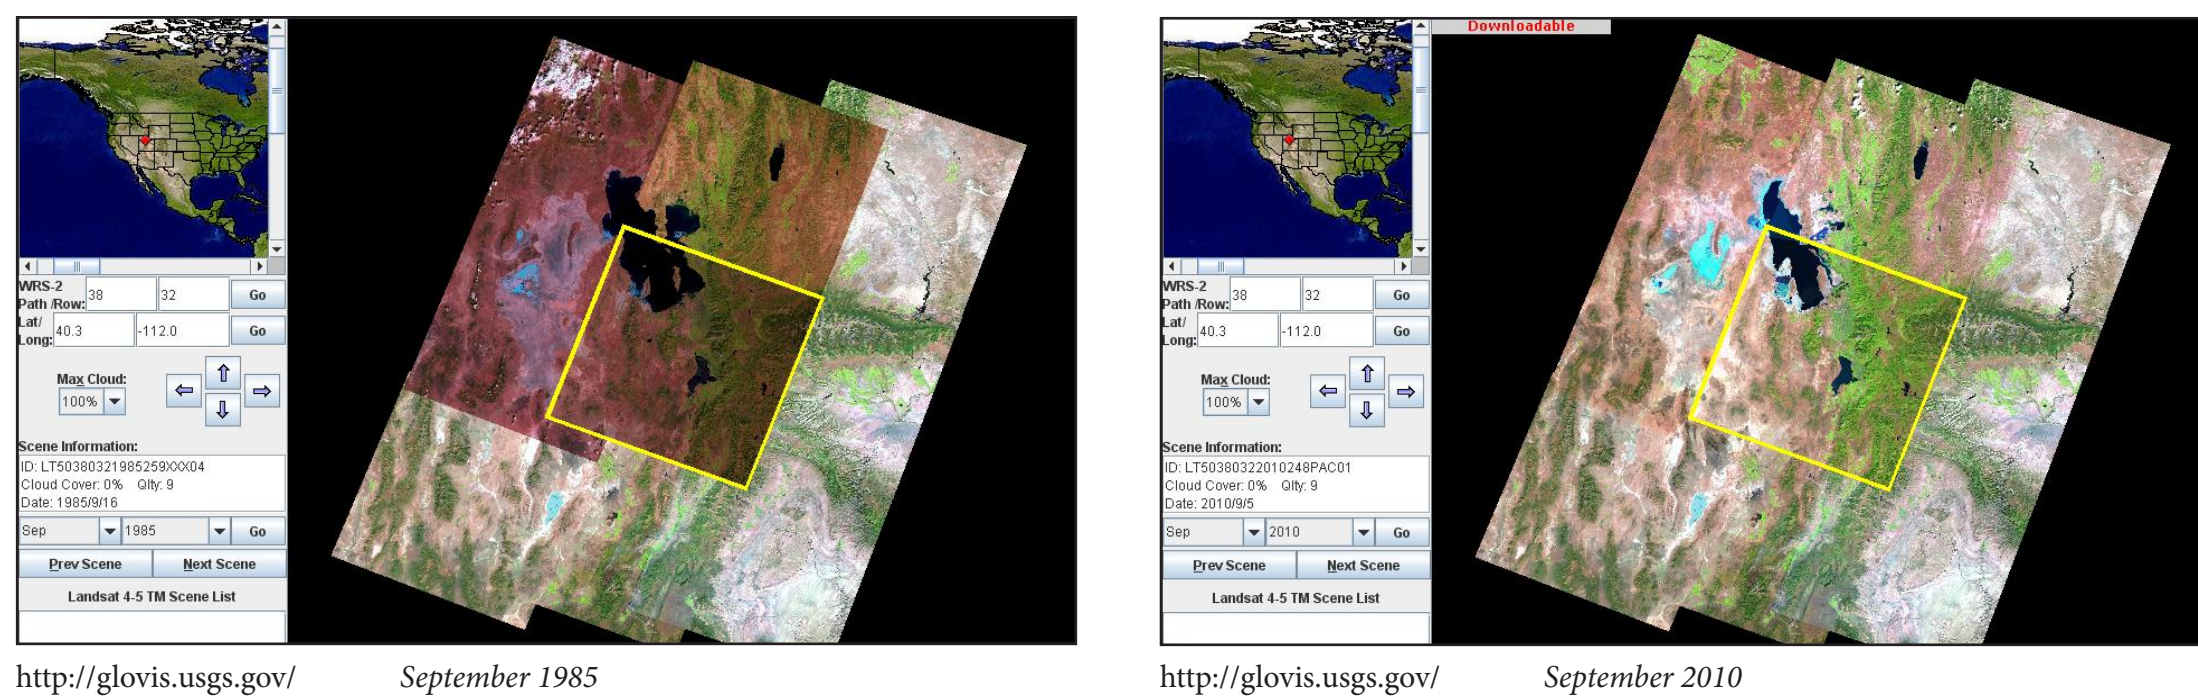 WRS-2
Path /Row: 38 32 Go
Lat/
Long: 40.3 -112.0 Go
Max Cloud:
100%
Scene Information:
ID: LT50380321985259XXX04
Cloud Cover: 0% Qlty: 9
Date: 1985/9/16
Sep 1985 Go
Prev Scene Next Scene
Landsat 4-5 TM Scene List
http://glovis.usgs.gov/ September 1985
Downloadable
WRS-2
Path /Row: 38 32 Go
Lat/
Long: 40.3 -112.0 Go
Max Cloud:
100%
Scene Information:
ID: LT50380322010248PAC01
Cloud Cover: 0% Qlty: 9
Date: 2010/9/5
Sep 2010 Go
Prev Scene Next Scene
Landsat 4-5 TM Scene List
http://glovis.usgs.gov/ September 2010